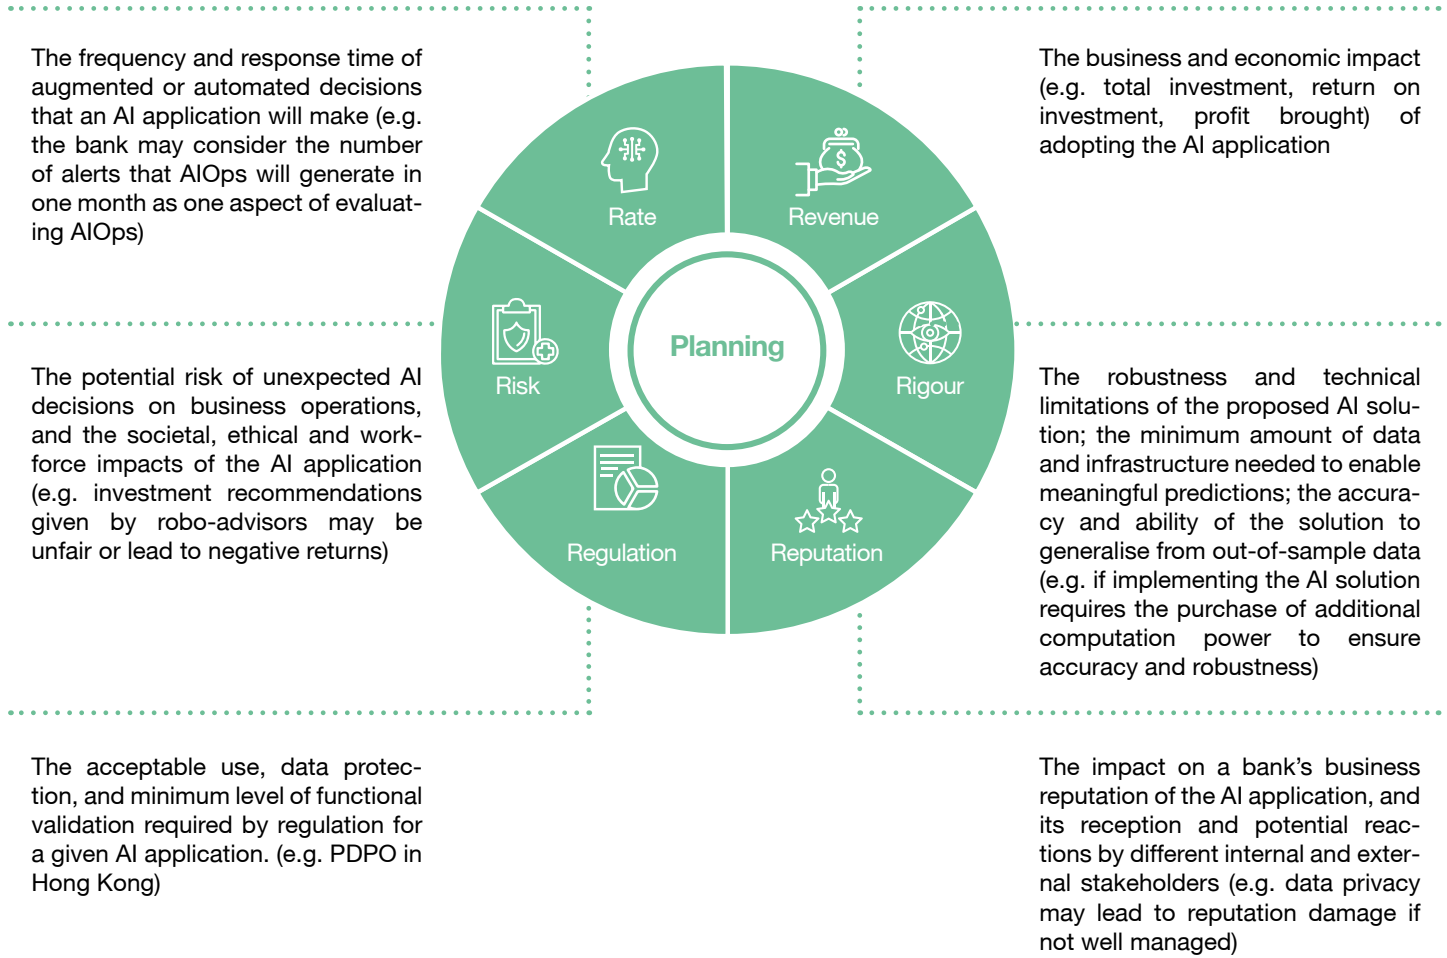 The frequency and response time of
augmented or automated decisions
that an AI application will make (e.g.
the bank may consider the number
of alerts that AIOps will generate in
one month as one aspect of evaluat-
ing AIOps)
The business and economic impact
(e.g. total investment, return on
investment, profit brought) of
adopting the AI application
Rate
Revenue
$
Planning
Risk
Rigour
Regulation
Reputation
The potential risk of unexpected AI
decisions on business operations,
and the societal, ethical and work-
force impacts of the AI application
(e.g. investment recommendations
given by robo-advisors may be
unfair or lead to negative returns)
The robustness and technical
limitations of the proposed AI solu-
tion; the minimum amount of data
and infrastructure needed to enable
meaningful predictions; the accura-
cy and ability of the solution to
generalise from out-of-sample data
(e.g. if implementing the AI solution
requires the purchase of additional
computation power to ensure
accuracy and robustness)
The acceptable use, data protec-
tion, and minimum level of functional
validation required by regulation for
a given AI application. (e.g. PDPO in
Hong Kong)
The impact on a bank's business
reputation of the AI application, and
its reception and potential reac-
tions by different internal and exter-
nal stakeholders (e.g. data privacy
may lead to reputation damage if
not well managed)